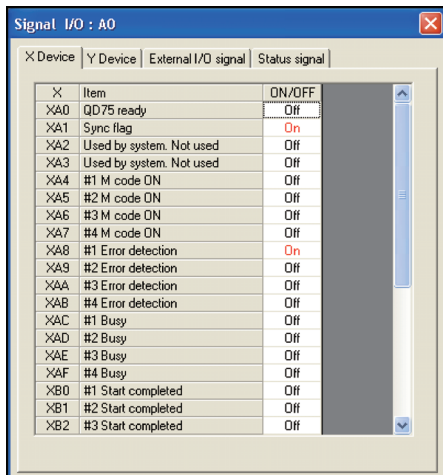 Signal I/O : A0
X Device Y Device External I/O signal Status signal
X Item ON/OFF
XA0 QD75 ready Off
XA1 Sync flag On
XA2 Used by system. Not used Off
XA3 Used by system. Not used Off
XA4 #1 M code ON Off
XA5 #2 M code ON Off
XA6 #3 M code ON Off
XA7 #4 M code ON Off
XA8 #1 Error detection On
XA9 #2 Error detection Off
XAA #3 Error detection Off
XAB #4 Error detection Off
XAC #1 Busy Off
XAD #2 Busy Off
XAE #3 Busy Off
XAF #4 Busy Off
XB0 #1 Start completed Off
XB1 #2 Start completed Off
XB2 #3 Start completed Off